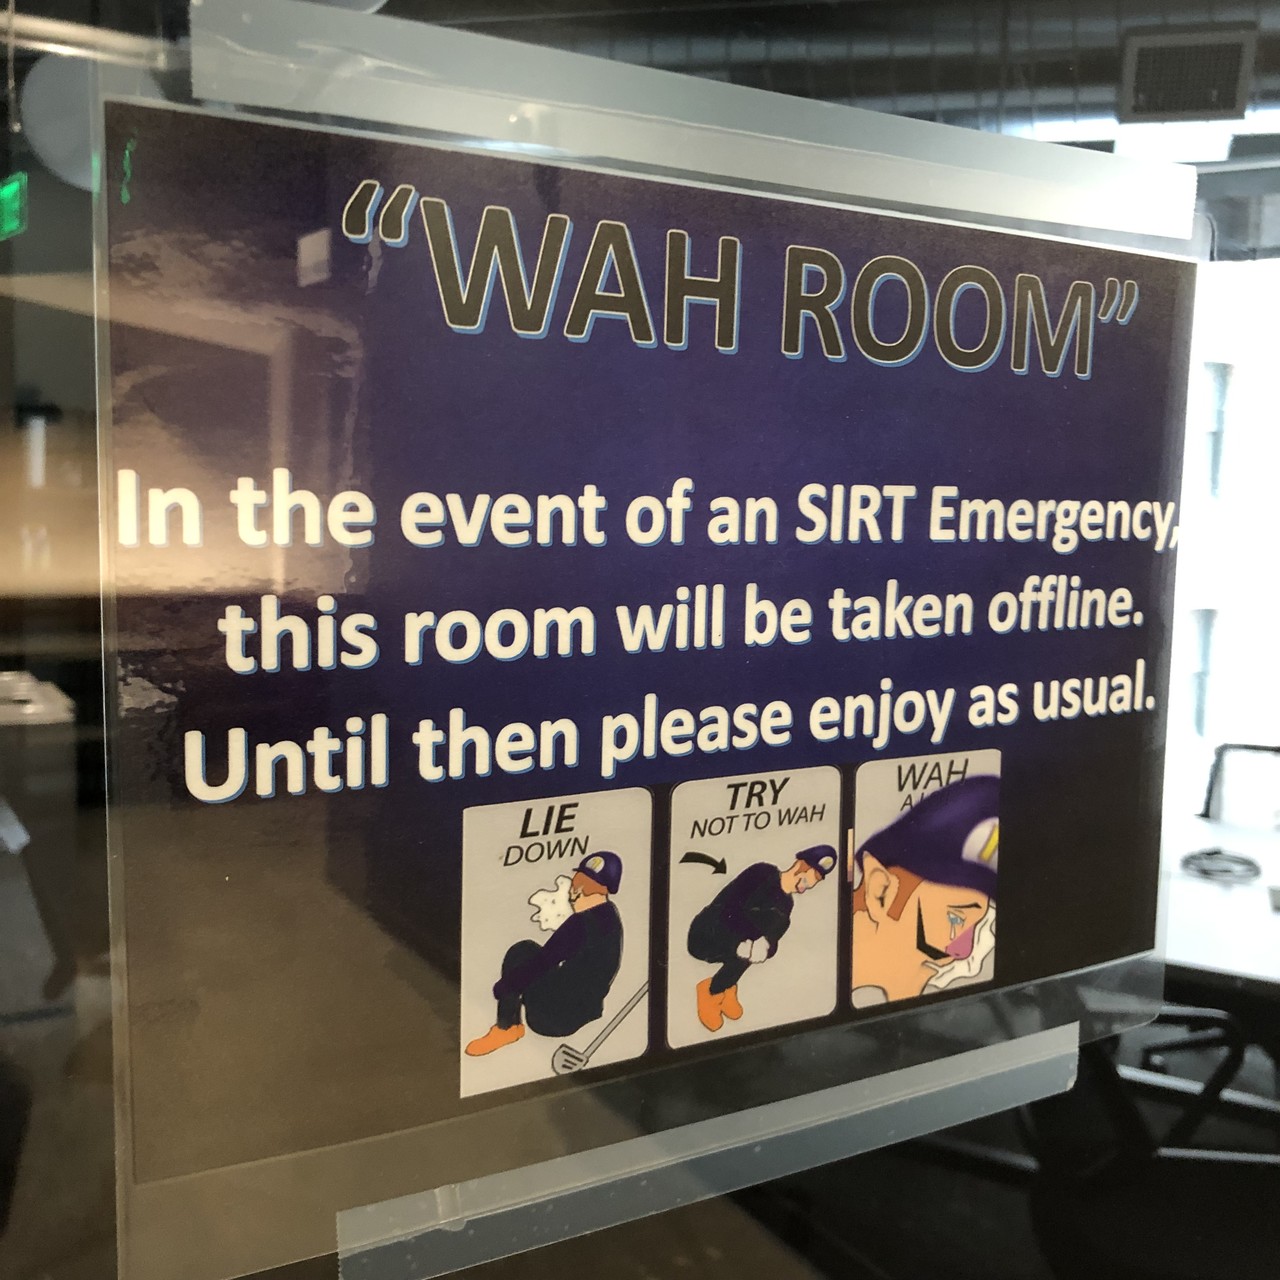 “WAH ROOM”
In the event of an SIRT Emergency,
this room will be taken offline.
Until then please enjoy as usual.
LIE
DOWN
TRY
NOT TO WAH
WAH